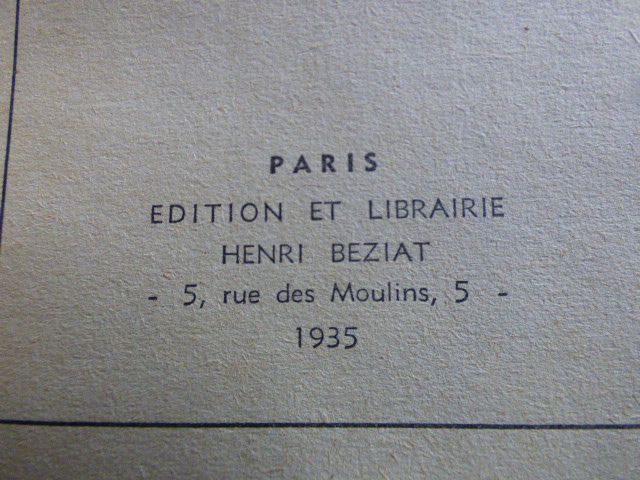 PARIS
EDITION ET LIBRAIRIE
HENRI BEZIAT
- 5, rue des Moulins, 5 -
1935